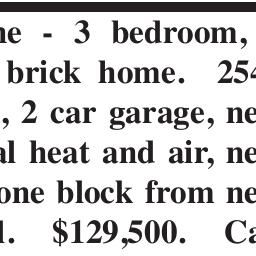 ne - 3 bedroom,
brick home. 254
, 2 car garage, ne
al heat and air, ne
one block from ne
l. $129,500. Ca